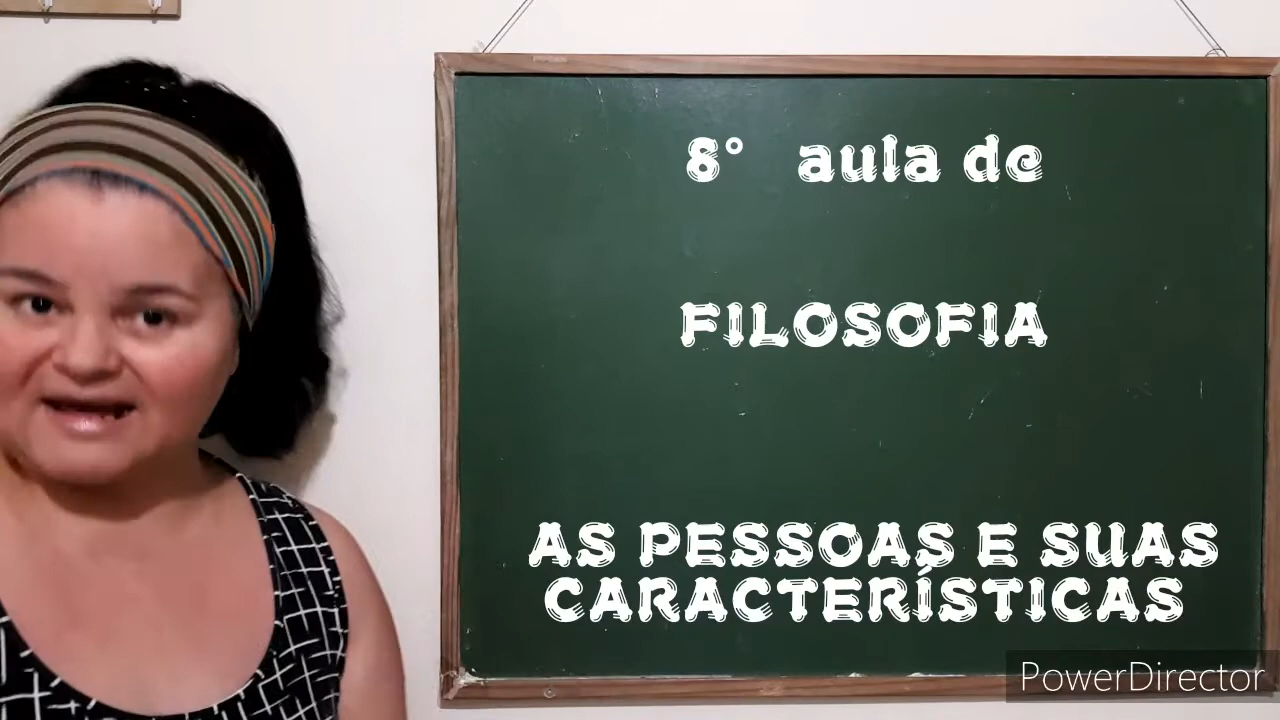 8° aula de
FILOSOFIA
AS PESSOAS E SUAS
CARACTERÍSTICAS
PowerDirector